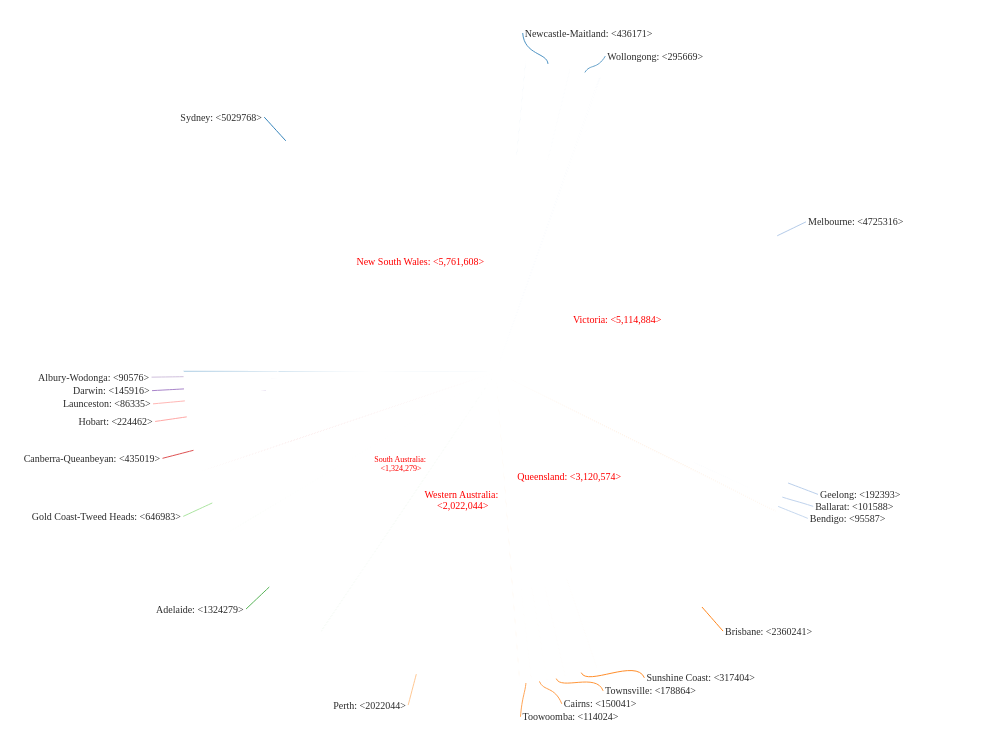 Newcastle-Maitland: <436171>
Wollongong: <295669>
Sydney: <5029768>
Melbourne: <4725316>
New South Wales: <5,761,608>
Victoria: <5,114,884>
Albury-Wodonga: <90576>
Darwin: <145916>
Launceston: <86335>
Hobart: <224462>
Canberra-Queanbeyan: <435019>
South Australia:
<1,324,279>
Queensland: <3,120,574>
Western Australia:
<2,022,044>
Geelong: <192393>
Ballarat: <101588>
Bendigo: <95587>
Gold Coast-Tweed Heads: <646983>
Adelaide: <1324279>
Brisbane: <2360241>
Sunshine Coast: <317404>
Townsville: <178864>
Cairns: <150041>
Perth: <2022044>
Toowoomba: <114024>